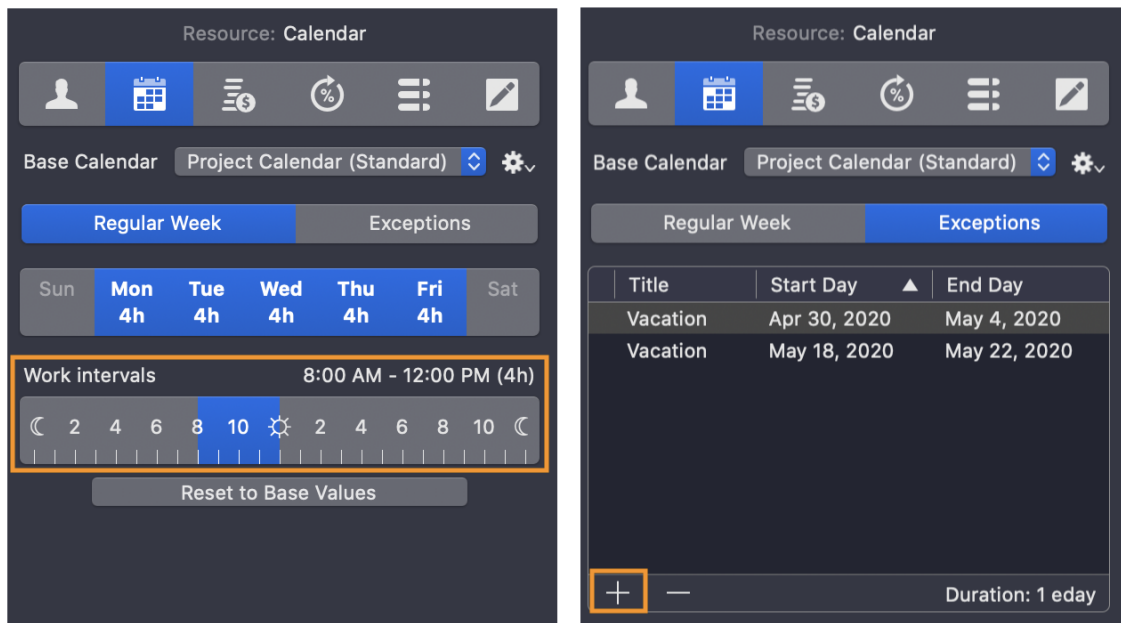 Resource: Calendar
$ %
Base Calendar Project Calendar (Standard)
Regular Week Exceptions
Sun Mon Tue Wed Thu Fri Sat
4h 4h 4h 4h 4h
Work intervals 8:00 AM - 12:00 PM (4h)
2 4 6 8 10 2 4 6 8 10
Reset to Base Values
Resource: Calendar
$ %
Base Calendar Project Calendar (Standard)
Regular Week Exceptions
Title Start Day End Day
Vacation Apr 30, 2020 May 4, 2020
Vacation May 18, 2020 May 22, 2020
Duration: 1 eday